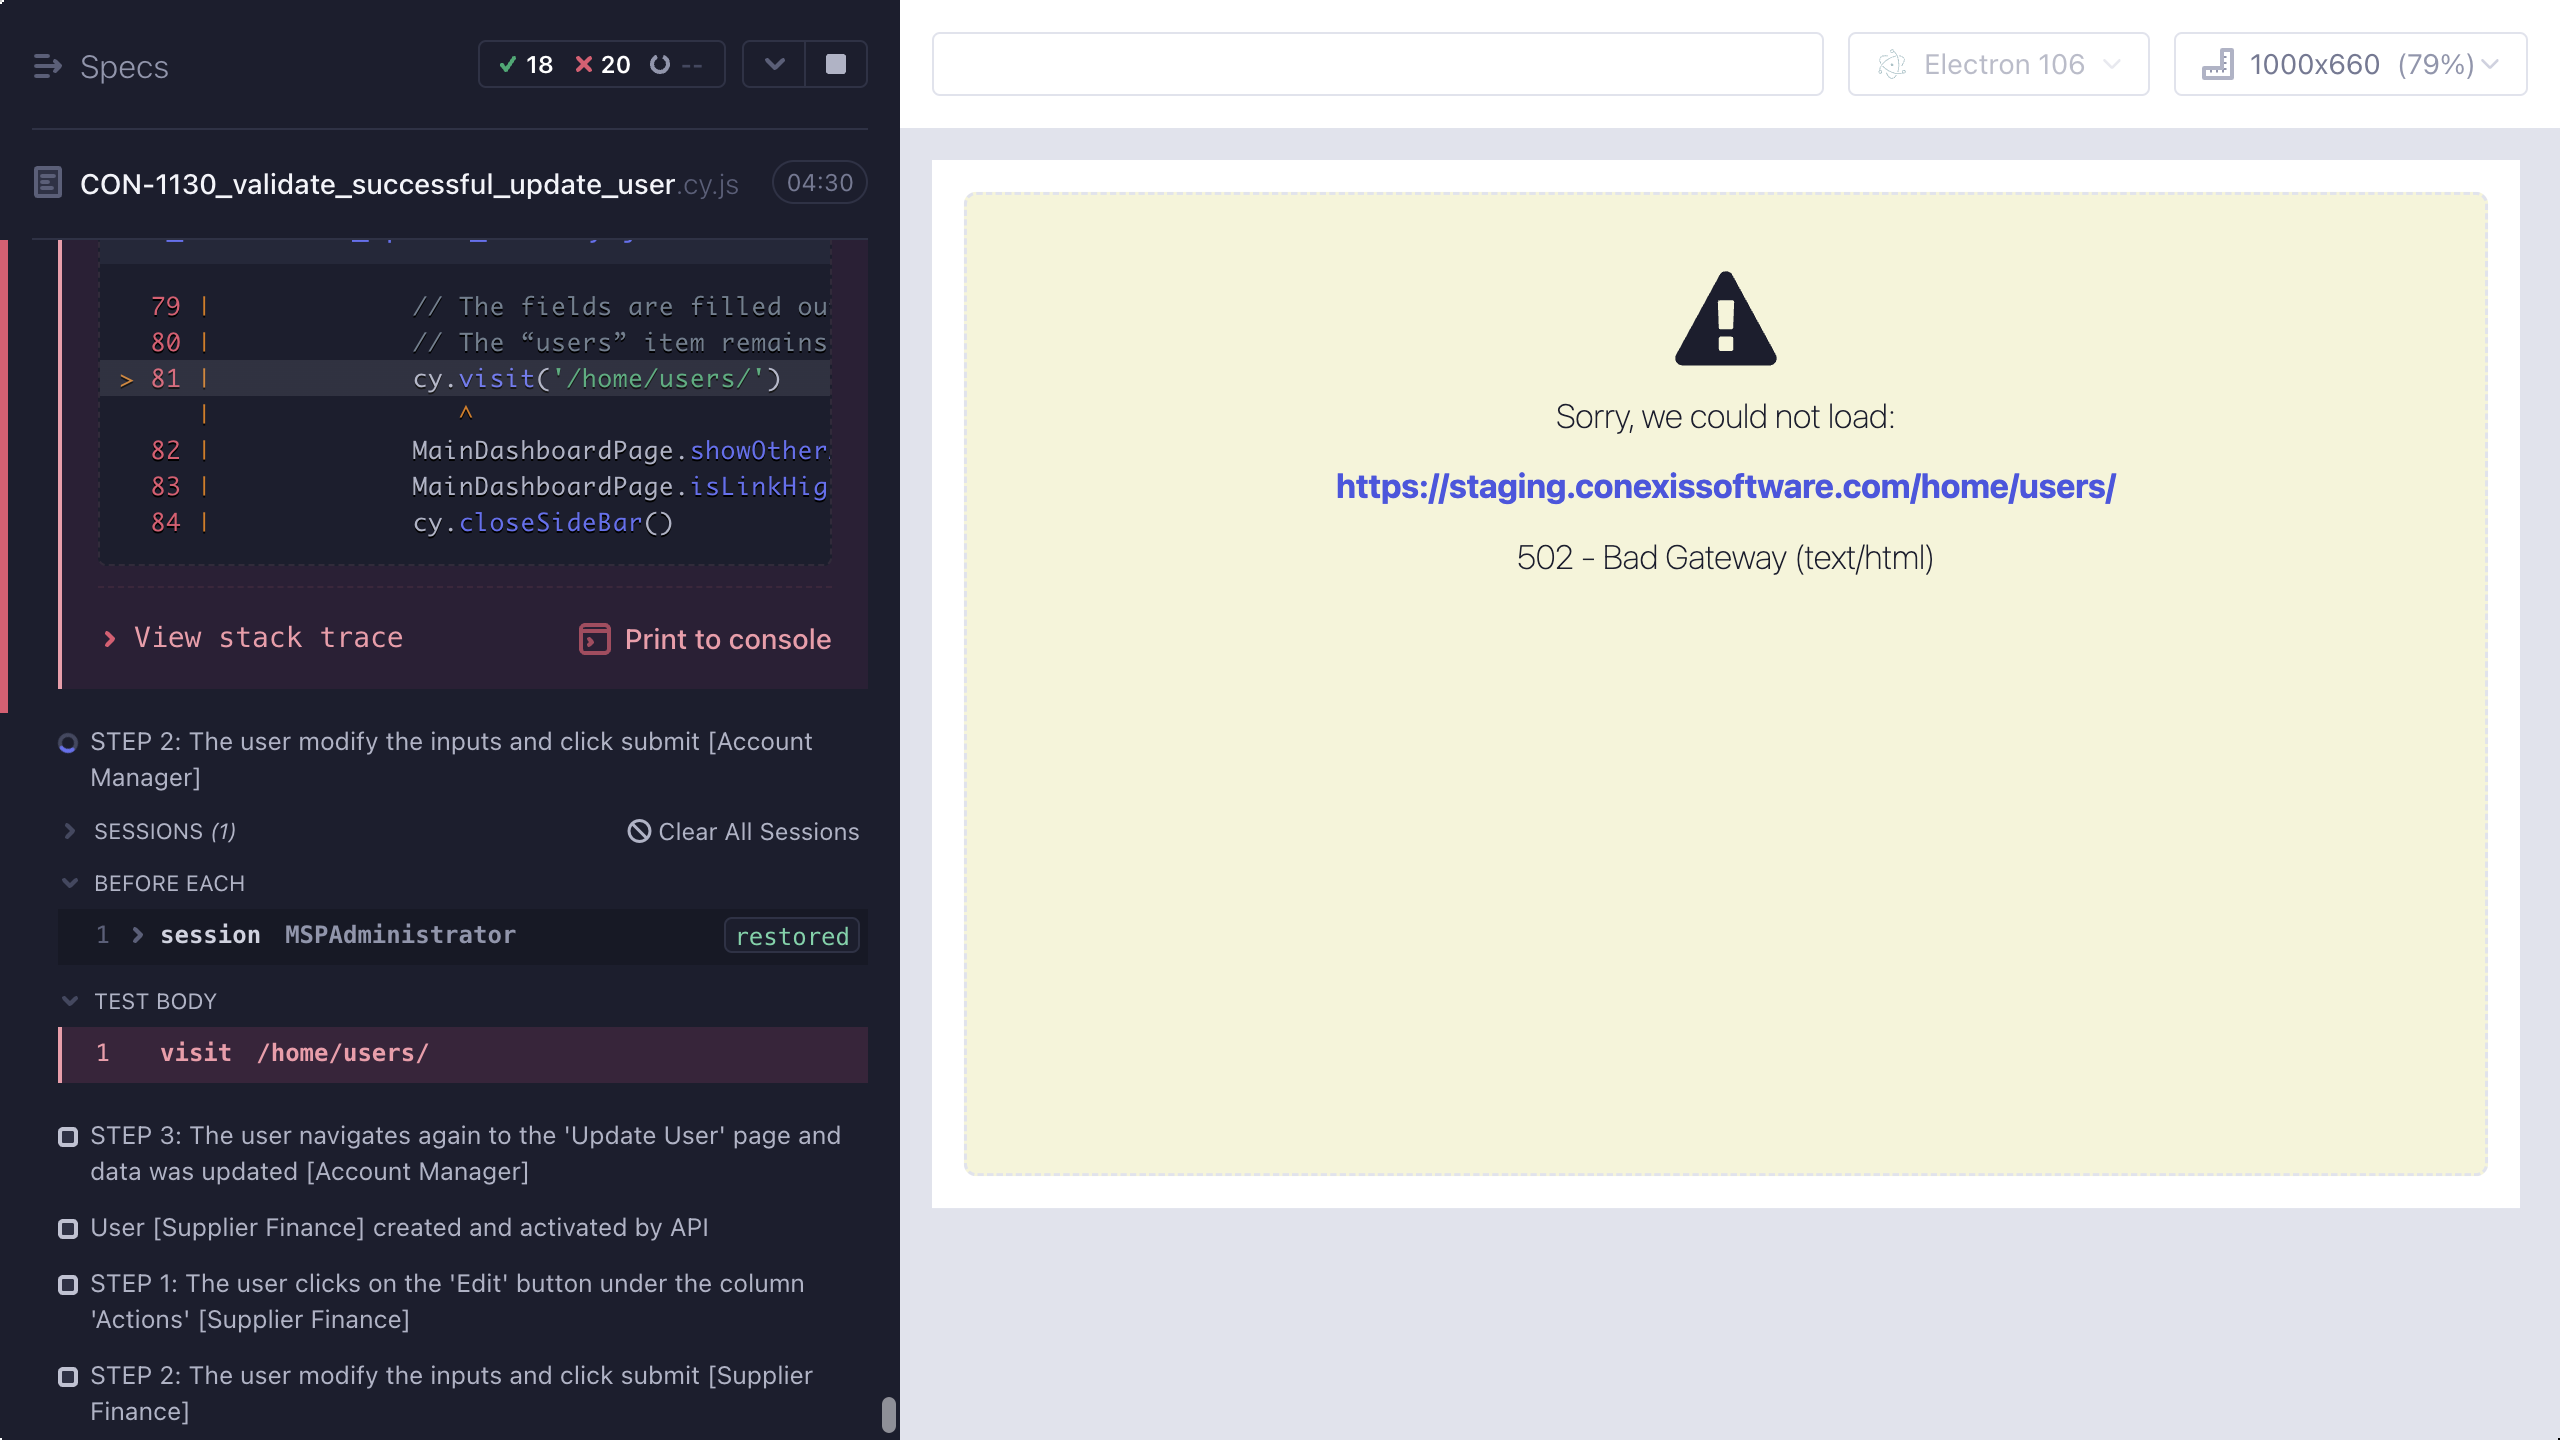 Specs
18 20 --
CON-1130_validate_successful_update_user.cy.js 04:30
79 | // The fields are filled ou
80 | // The “users” item remains
> 81 | cy.visit('/home/users/')
| ^
82 | MainDashboardPage.showOther
83 | MainDashboardPage.isLinkHig
84 | cy.closeSideBar()
View stack trace
Print to console
STEP 2: The user modify the inputs and click submit [Account
Manager]
SESSIONS (1)
Clear All Sessions
BEFORE EACH
1 session MSPAdministrator restored
TEST BODY
1 visit /home/users/
STEP 3: The user navigates again to the 'Update User' page and
data was updated [Account Manager]
User [Supplier Finance] created and activated by API
STEP 1: The user clicks on the 'Edit' button under the column
'Actions' [Supplier Finance]
STEP 2: The user modify the inputs and click submit [Supplier
Finance]
Electron 106
1000x660 (79%)
Sorry, we could not load:
https://staging.conexissoftware.com/home/users/
502 - Bad Gateway (text/html)